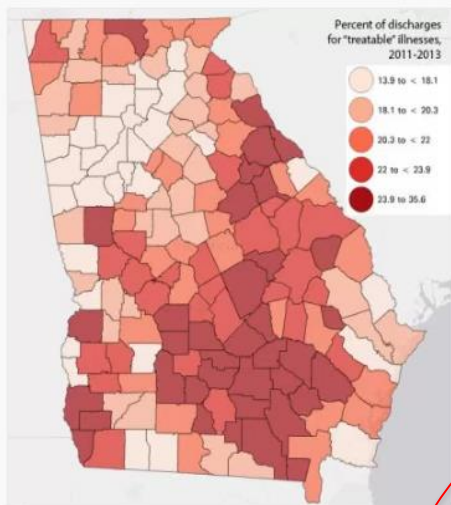 Percent of discharges
for "treatable" illnesses,
2011-2013
13.9 to < 18.1
18.1 to < 20.3
20.3 to < 22
22 to < 23.9
23.9 to 35.6